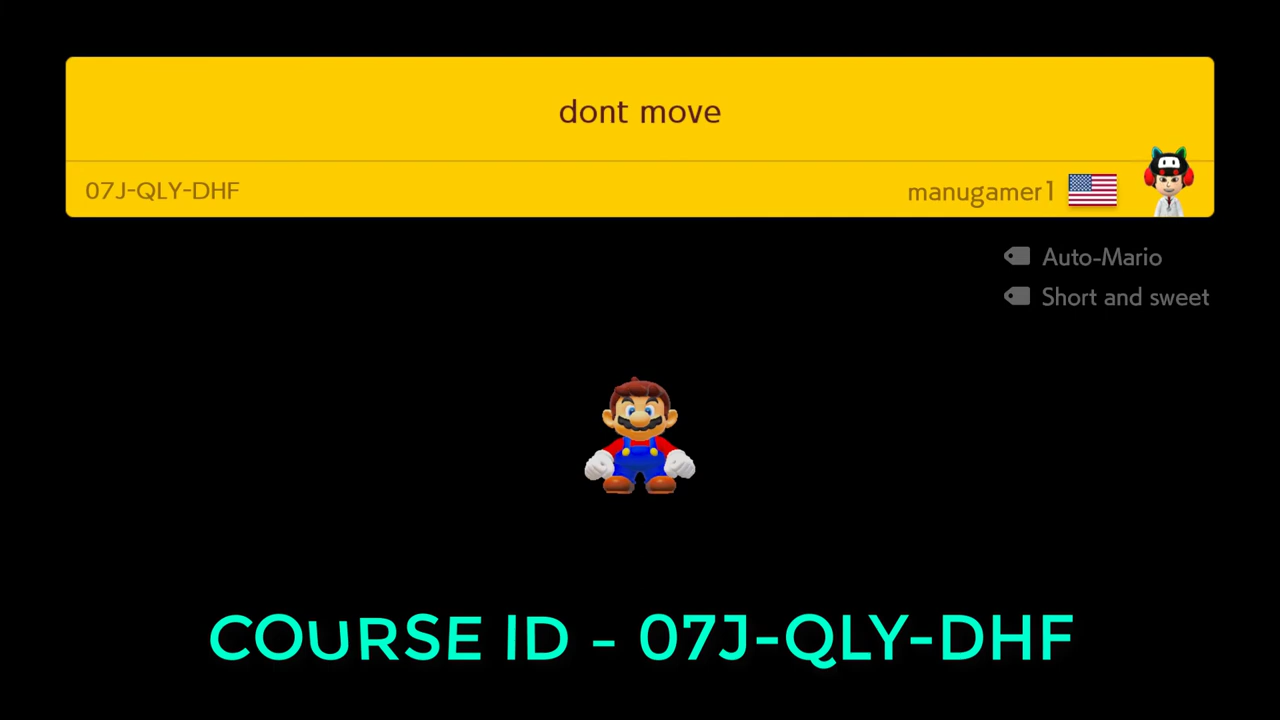 dont move
07J-QLY-DHF
manugamer1
Auto-Mario
Short and sweet
COURSE ID - 07J-QLY-DHF